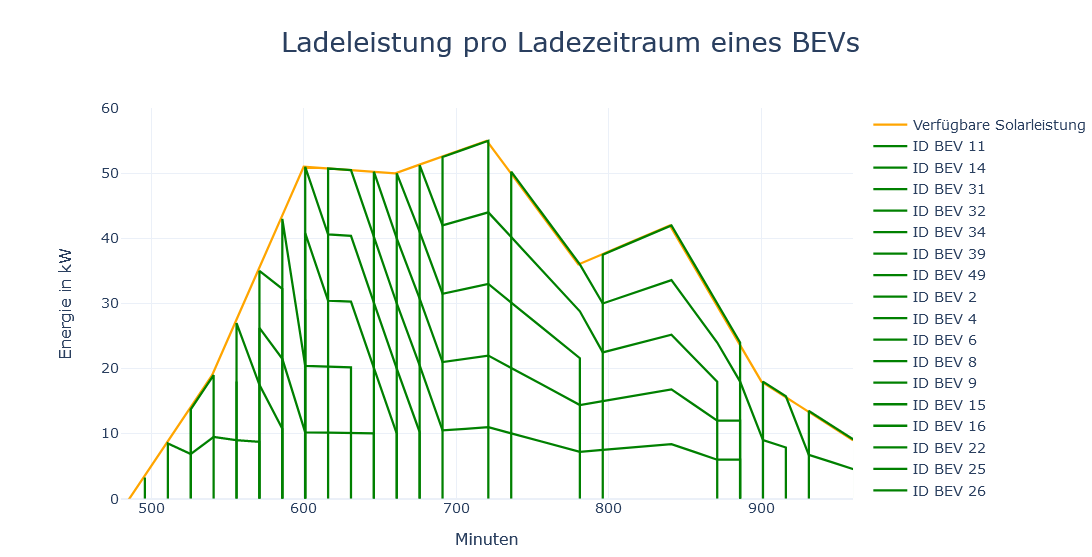 Ladeleistung pro Ladezeitraum eines BEVs
60
50
40
30
20
10
0
Energie in kW
500
600
700
800
900
Minuten
Verfügbare Solarleistung
ID BEV 11
ID BEV 14
ID BEV 31
ID BEV 32
ID BEV 34
ID BEV 39
ID BEV 49
ID BEV 2
ID BEV 4
ID BEV 6
ID BEV 8
ID BEV 9
ID BEV 15
ID BEV 16
ID BEV 22
ID BEV 25
ID BEV 26